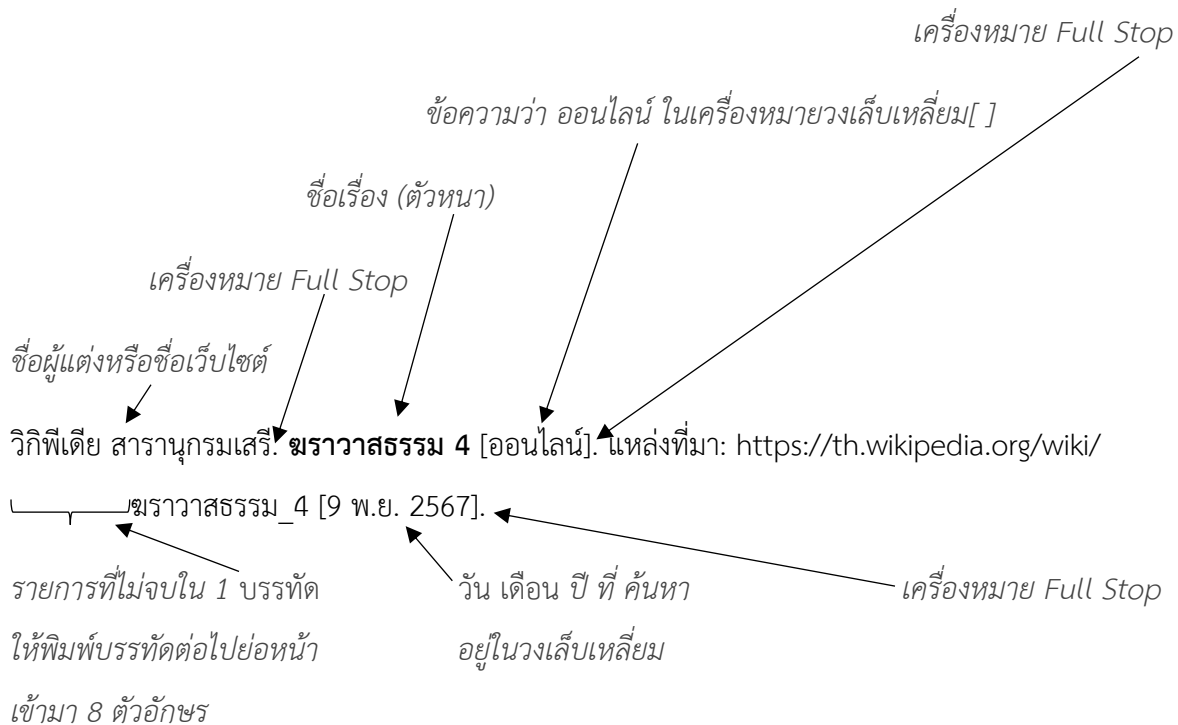 เครื่องหมาย Full Stop
ข้อความว่า ออนไลน์ ในเครื่องหมายวงเล็บเหลี่ยม[ ]
ชื่อเรื่อง (ตัวหนา)
เครื่องหมาย Full Stop
ชื่อผู้แต่งหรือชื่อเว็บไซต์
วิกิพีเดีย สารานุกรมเสรี. ฆราวาสธรรม 4 [ออนไลน์]. แหล่งที่มา: https://th.wikipedia.org/wiki/
ฆราวาสธรรม_4 [9 พ.ย. 2567].
รายการที่ไม่จบใน 1 บรรทัด
ให้พิมพ์บรรทัดต่อไปย่อหน้า
เข้ามา 8 ตัวอักษร
วัน เดือน ปี ที่ ค้นหา
อยู่ในวงเล็บเหลี่ยม
เครื่องหมาย Full Stop